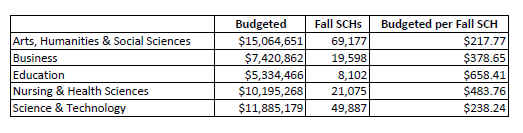 Budgeted Fall SCHs Budgeted per Fall SCH
Arts, Humanities & Social Sciences $15,064,651 69,177 $217.77
Business $7,420,862 19,598 $378.65
Education $5,334,466 8,102 $658.41
Nursing & Health Sciences $10,195,268 21,075 $483.76
Science & Technology $11,885,179 49,887 $238.24